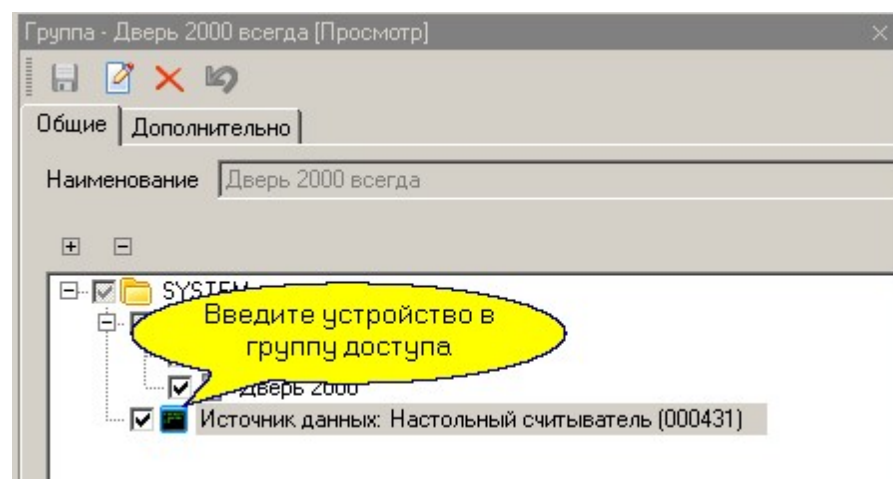 Группа - Дверь 2000 всегда [Просмотр]
Общие
Дополнительно
Наименование
Дверь 2000 всегда
SYSTEM
Введите устройство в
группу доступа
Дверь 2000
Источник данных: Настольный считыватель (000431)